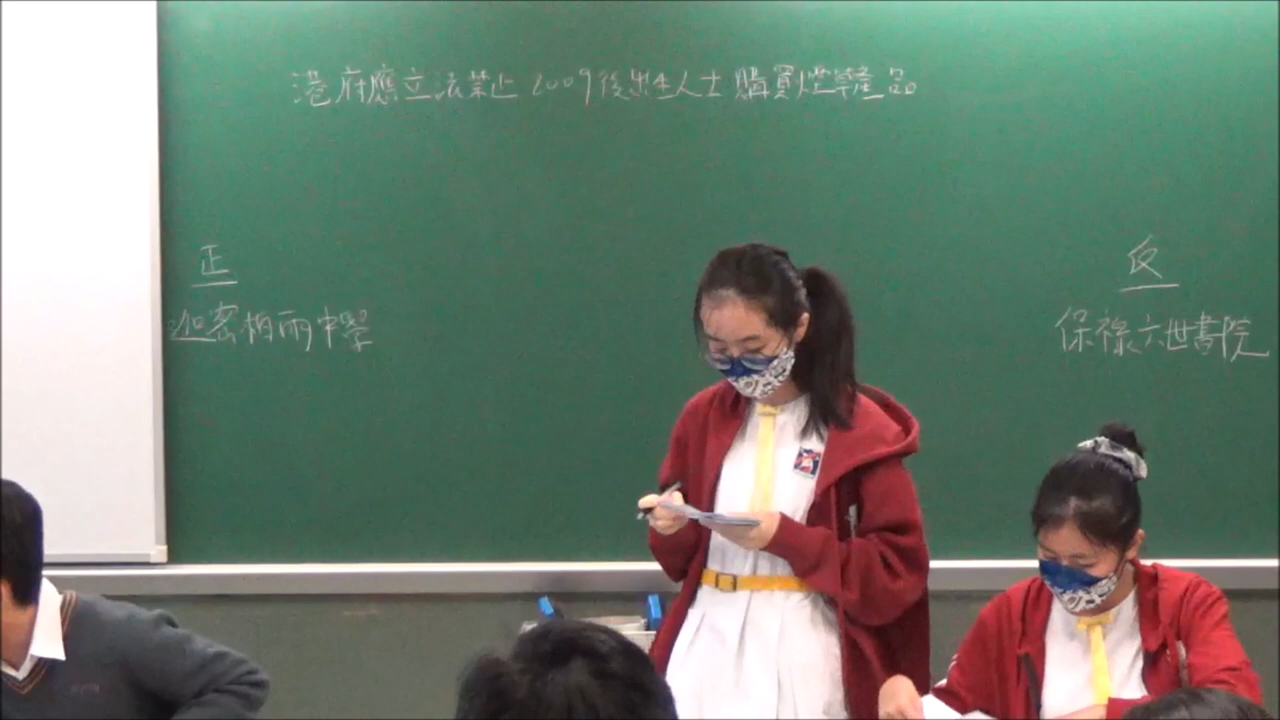 港府應立法禁止2009後出生人士購買煙草產品
正
迦密柏雨中學
反
保祿六世書院